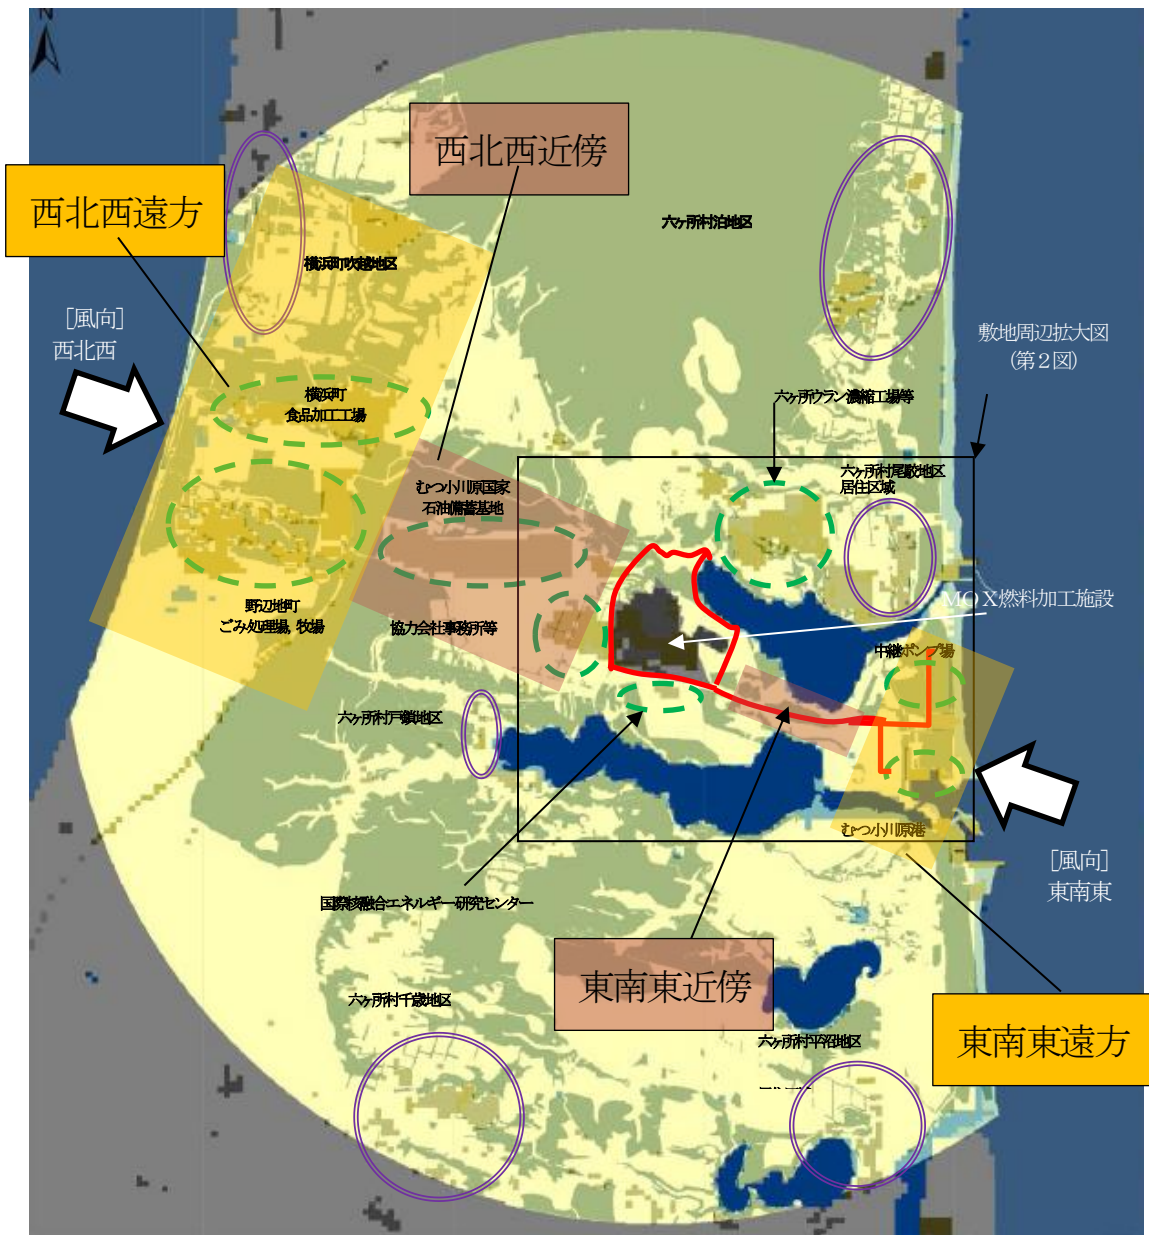 N
西北西近傍
西北西遠方
六ヶ所村泊地区
横浜町吹越地区
[風向]
西北西
敷地周辺拡大図
(第2図)
横浜町
食品加工工場
六ヶ所ウラン濃縮工場等
六ヶ所村尾駮地区
居住区域
むつ小川原国家
石油備蓄基地
MOX燃料加工施設
野辺地町
ごみ処理場, 牧場
協力会社事務所等
中継ポンプ場
六ヶ所村戸鎖地区
むつ小川原港
[風向]
東南東
国際核融合エネルギー研究センター
東南東近傍
六ヶ所村千歳地区
東南東遠方
六ヶ所村平沼地区